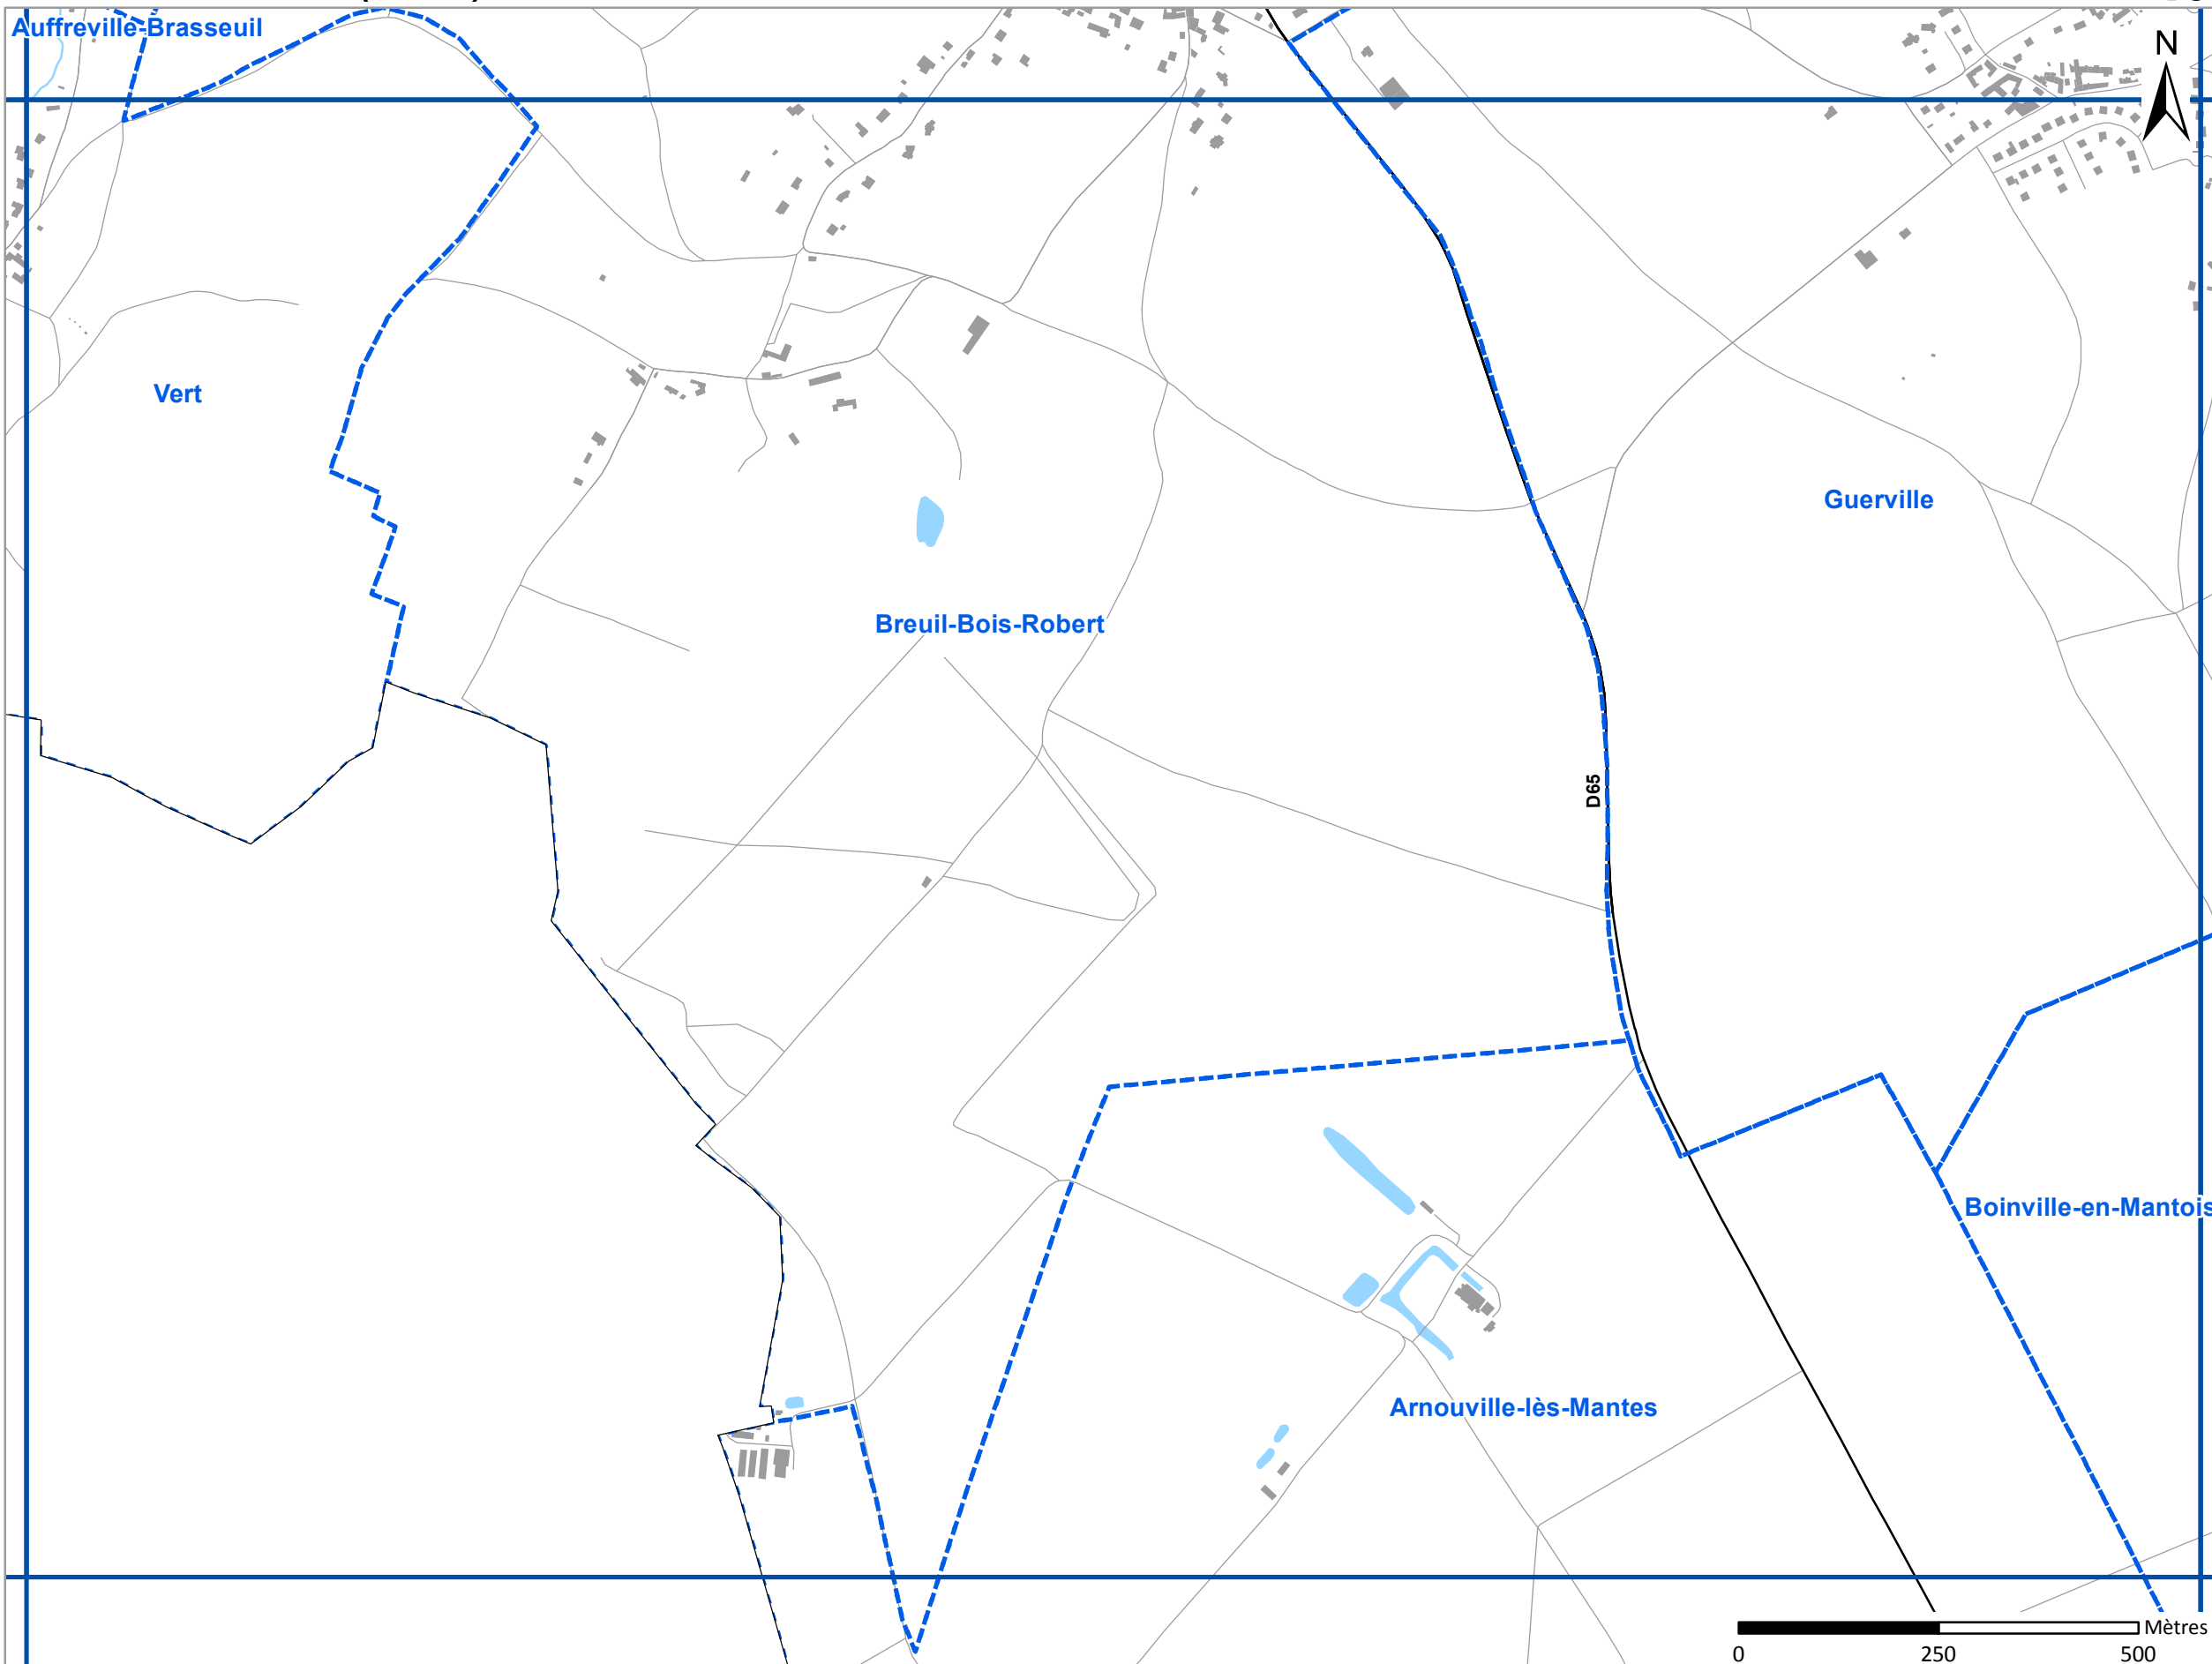 Auffreville-Brasseuil
N
Vert
Guerville
Breuil-Bois-Robert
D65
Boinville-en-Mantois
Arnouville-lès-Mantes
Mètres
0 250 500